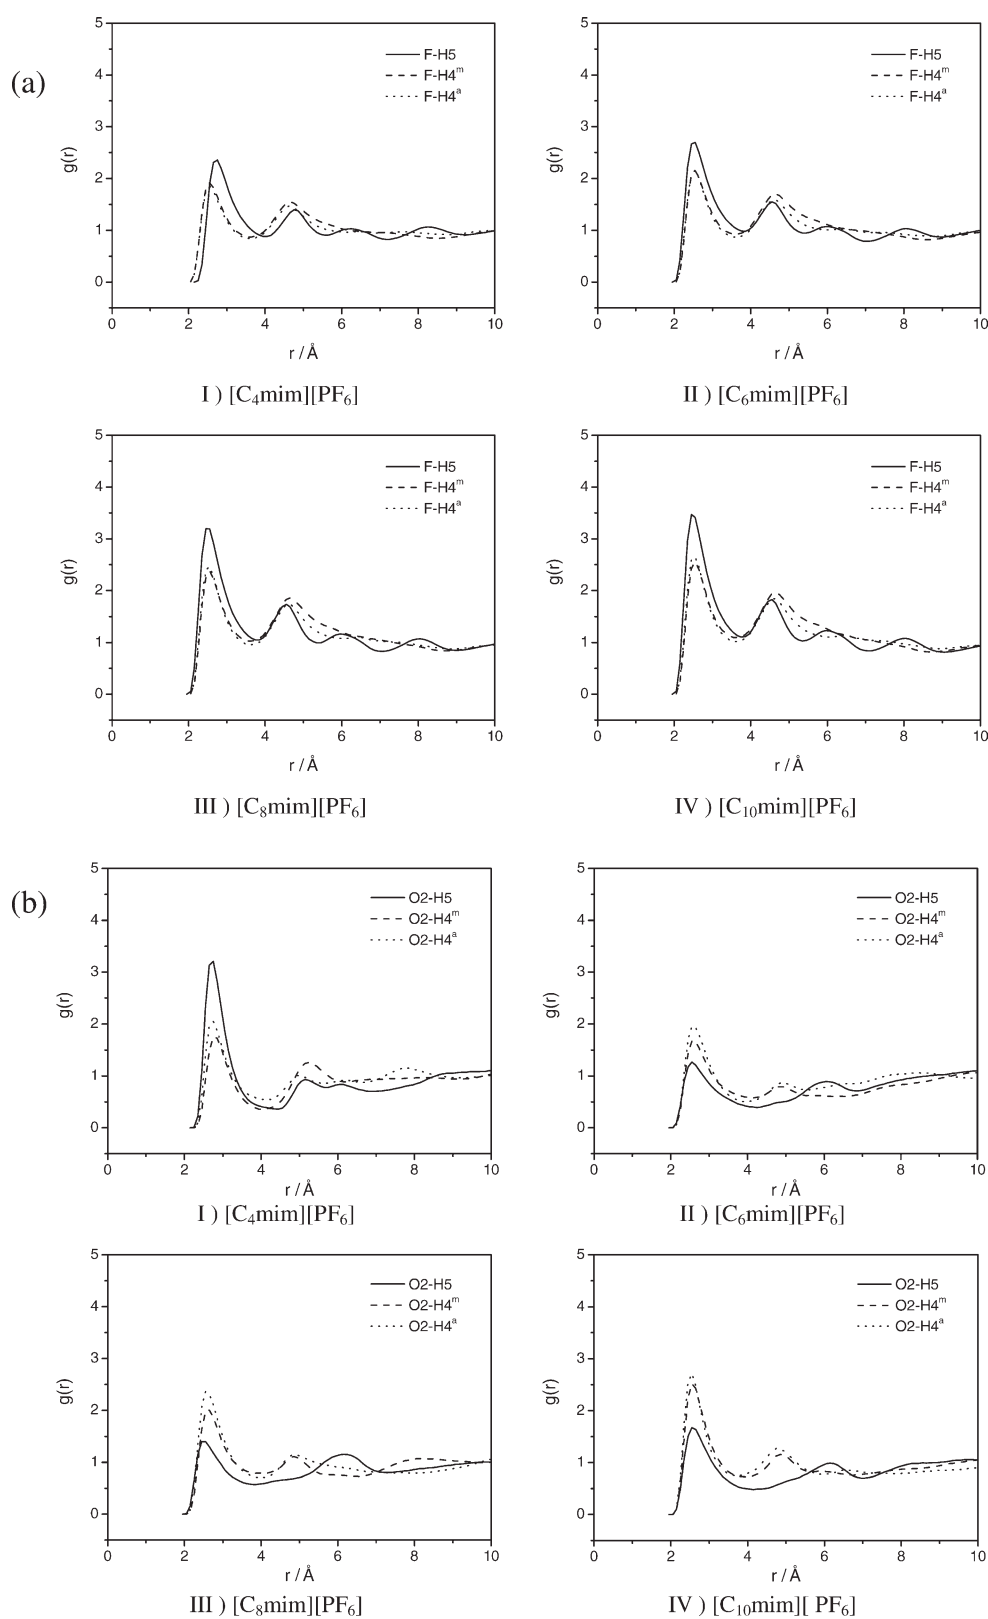 (a)
5
4
3
2
1
0
g(r)
F-H5
F-H4ᵐ
F-H4ᵃ
0 2 4 6 8 10
r / Å
I ) [C₄mim][PF₆]
5
4
3
2
1
0
g(r)
F-H5
F-H4ᵐ
F-H4ᵃ
0 2 4 6 8 10
r / Å
II ) [C₆mim][PF₆]
5
4
3
2
1
0
g(r)
F-H5
F-H4ᵐ
F-H4ᵃ
0 2 4 6 8 10
r / Å
III ) [C₈mim][PF₆]
5
4
3
2
1
0
g(r)
F-H5
F-H4ᵐ
F-H4ᵃ
0 2 4 6 8 10
r / Å
IV ) [C₁₀mim][PF₆]
(b)
5
4
3
2
1
0
g(r)
O2-H5
O2-H4ᵐ
O2-H4ᵃ
0 2 4 6 8 10
r / Å
I ) [C₄mim][PF₆]
5
4
3
2
1
0
g(r)
O2-H5
O2-H4ᵐ
O2-H4ᵃ
0 2 4 6 8 10
r / Å
II ) [C₆mim][PF₆]
5
4
3
2
1
0
g(r)
O2-H5
O2-H4ᵐ
O2-H4ᵃ
0 2 4 6 8 10
r / Å
III ) [C₈mim][PF₆]
5
4
3
2
1
0
g(r)
O2-H5
O2-H4ᵐ
O2-H4ᵃ
0 2 4 6 8 10
r / Å
IV ) [C₁₀mim][ PF₆]